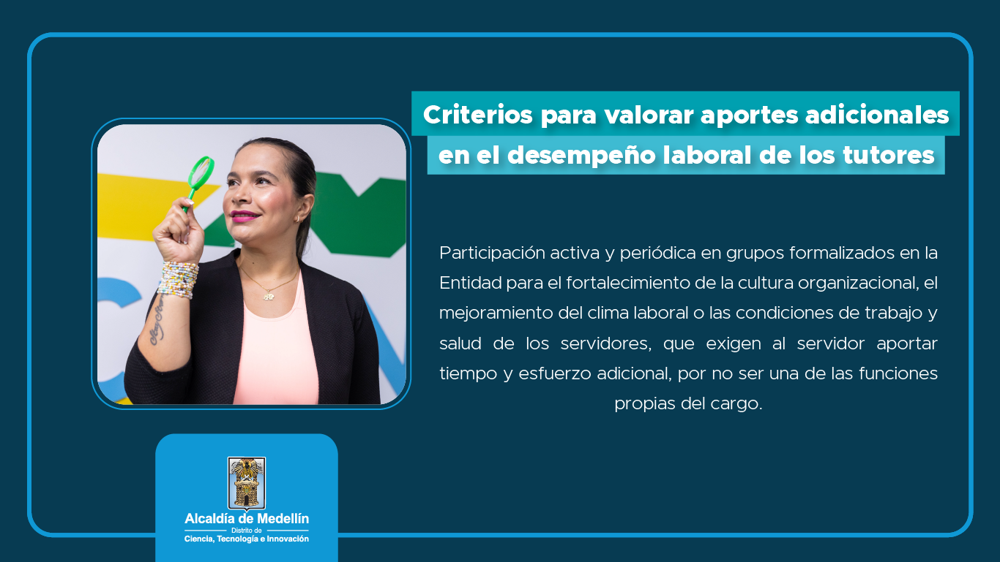 Criterios para valorar aportes adicionales
en el desempeño laboral de los tutores
Participación activa y periódica en grupos formalizados en la
Entidad para el fortalecimiento de la cultura organizacional, el
mejoramiento del clima laboral o las condiciones de trabajo y
salud de los servidores, que exigen al servidor aportar
tiempo y esfuerzo adicional, por no ser una de las funciones
propias del cargo.
Alcaldía de Medellín
Distrito de
Ciencia, Tecnología e Innovación